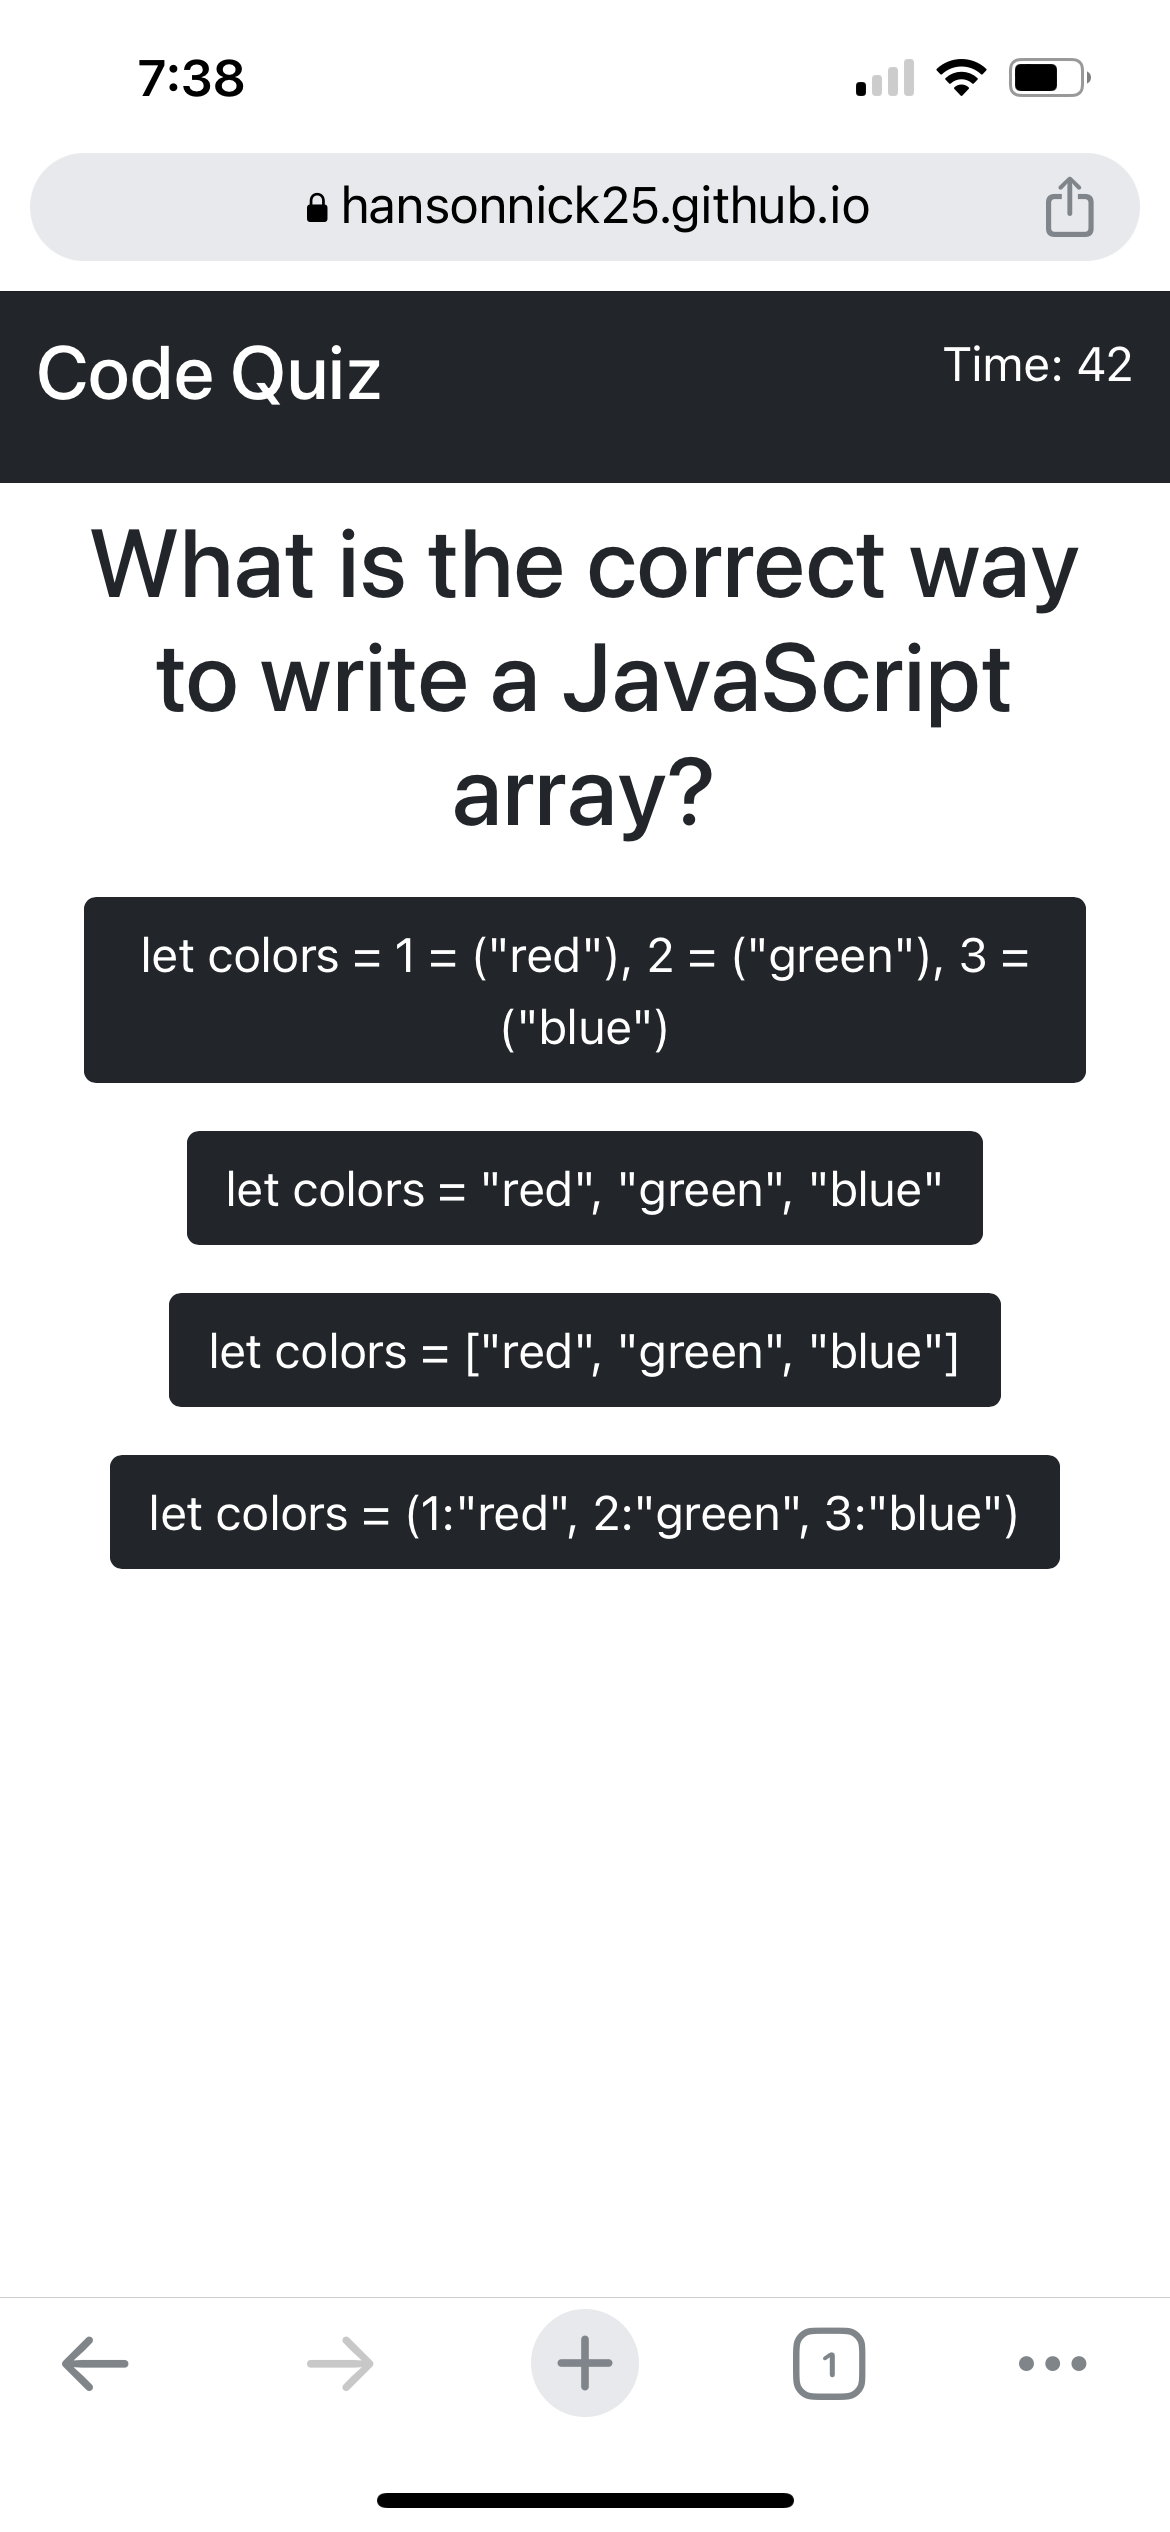 7:38
hansonnick25.github.io
Code Quiz
Time: 42
What is the correct way
to write a JavaScript
array?
let colors = 1 = ("red"), 2 = ("green"), 3 =
("blue")
let colors = "red", "green", "blue"
let colors = ["red", "green", "blue"]
let colors = (1:"red", 2:"green", 3:"blue")
1